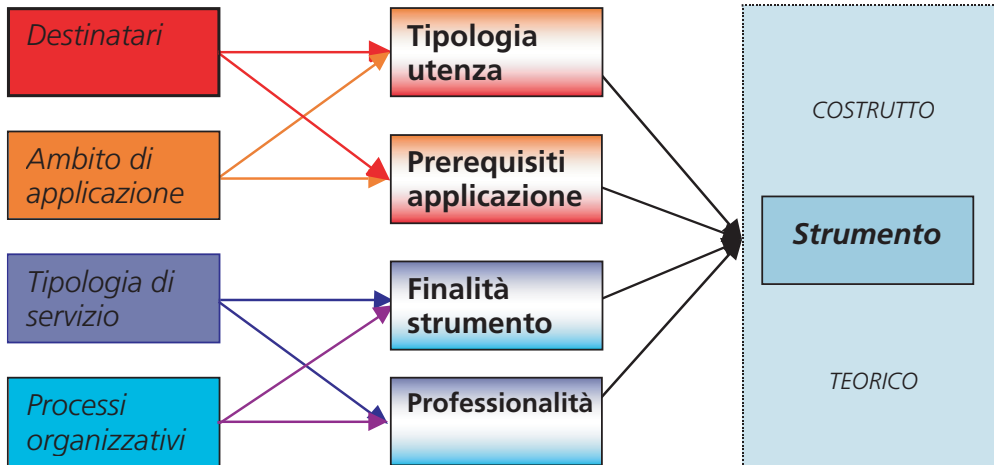 Destinatari
Ambito di
applicazione
Tipologia di
servizio
Processi
organizzativi
Tipologia
utenza
Prerequisiti
applicazione
Finalità
strumento
Professionalità
COSTRUTTO
Strumento
TEORICO